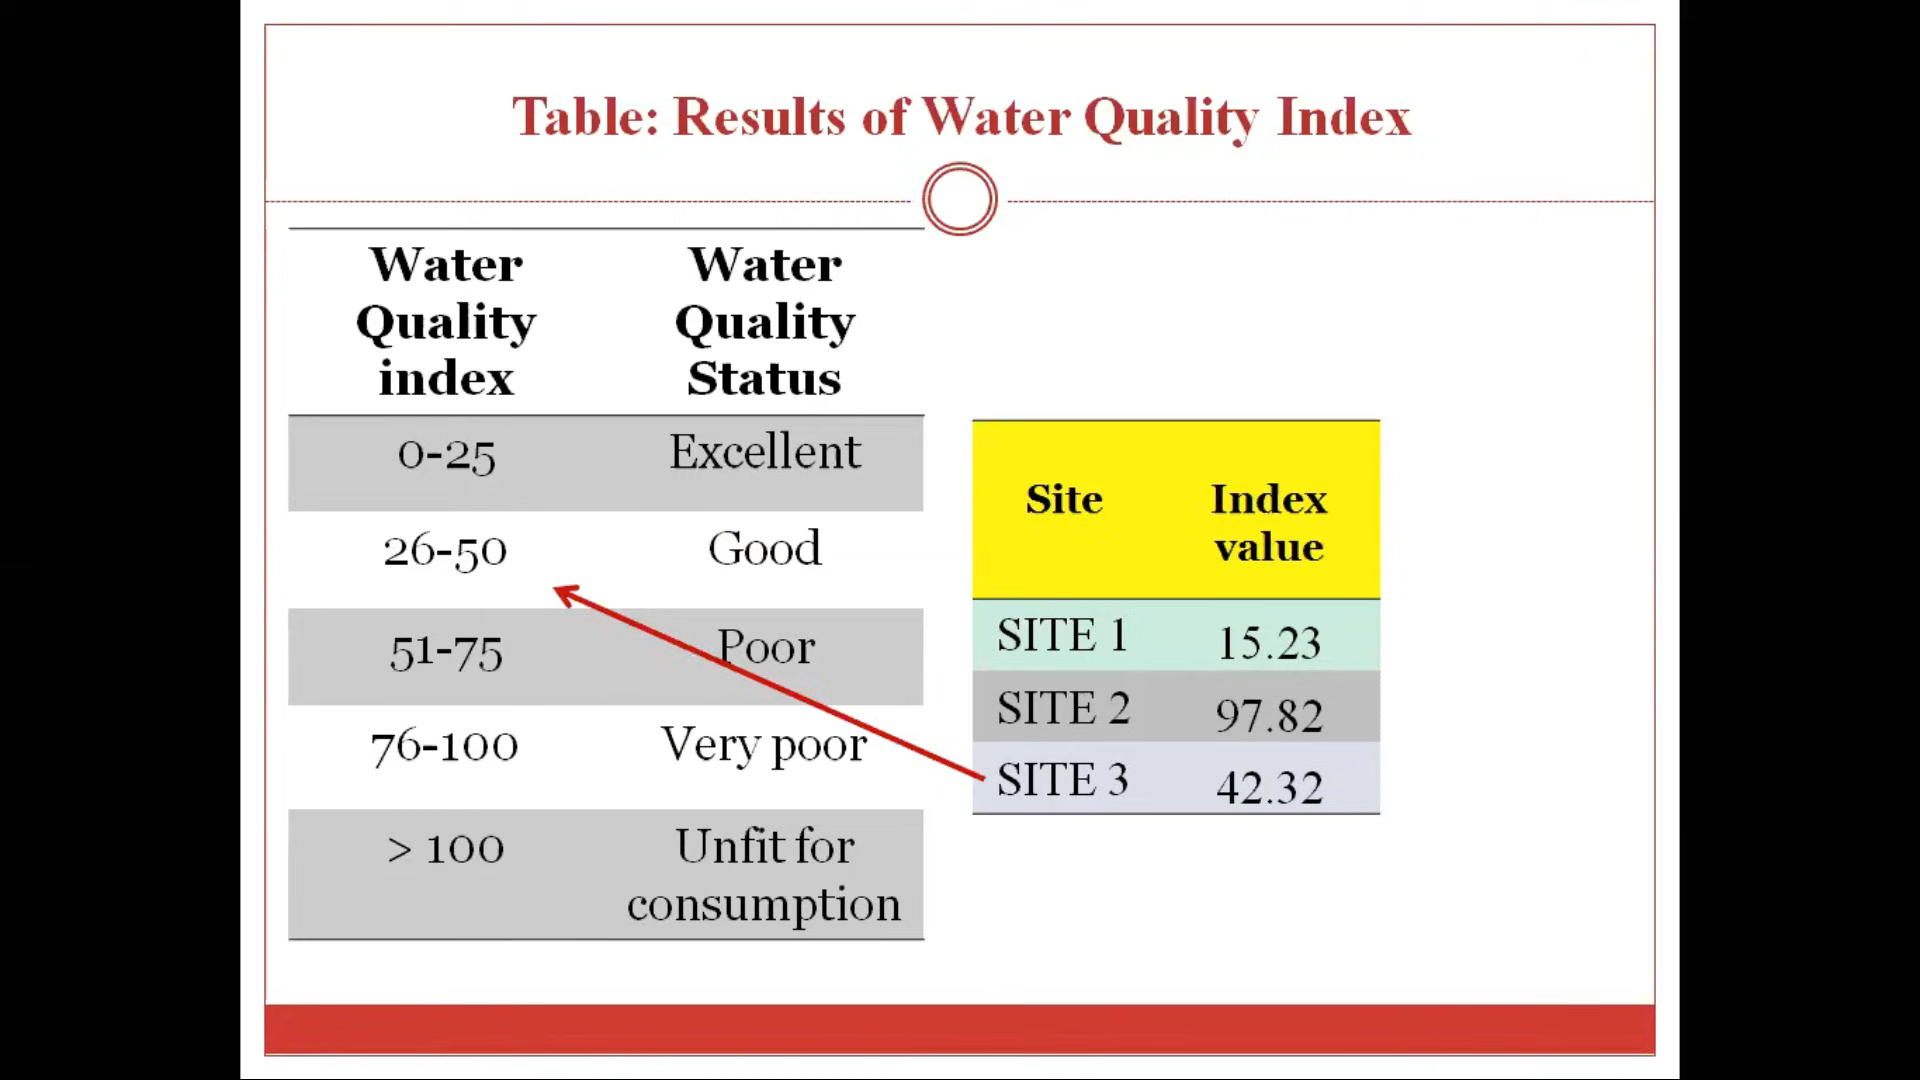 Table: Results of Water Quality Index
Water Quality index
Water Quality Status
0-25 Excellent
26-50 Good
51-75 Poor
76-100 Very poor
> 100 Unfit for consumption
Site Index value
SITE 1 15.23
SITE 2 97.82
SITE 3 42.32